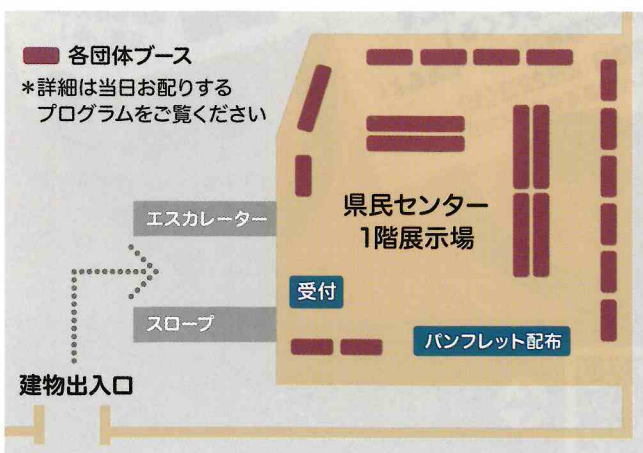 各団体ブース
*詳細は当日お配りする
プログラムをご覧ください
県民センター
1階展示場
エスカレーター
受付
スロープ
パンフレット配布
建物出入口